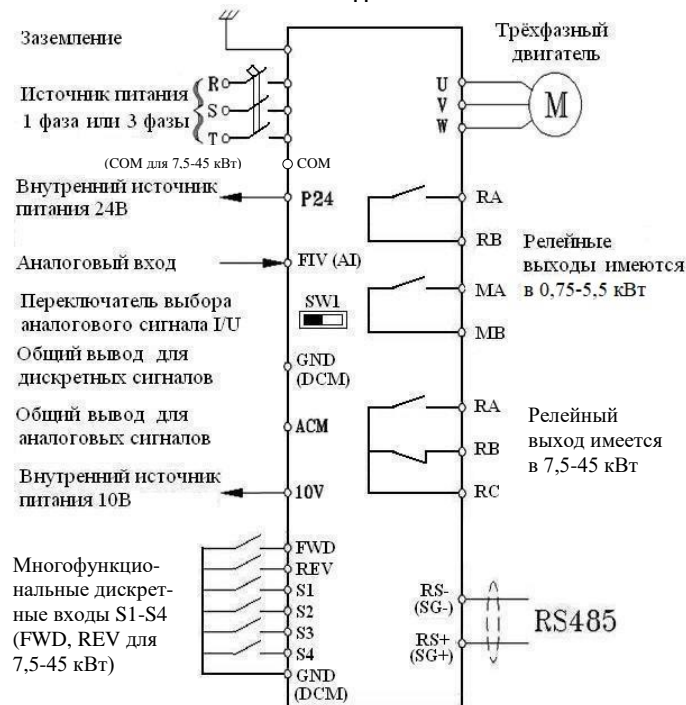 Заземление
Источник питания
1 фаза или 3 фазы
R
S
T
(COM для 7,5-45 кВт)
COM
Внутренний источник
питания 24В
P24
Аналоговый вход
FIV (AI)
Переключатель выбора
аналогового сигнала I/U
SW1
Общий вывод для
дискретных сигналов
GND
(DCM)
Общий вывод для
аналоговых сигналов
ACM
Внутренний источник
питания 10В
10V
Многофункцио-
нальные дискрет-
ные входы S1-S4
(FWD, REV для
7,5-45 кВт)
FWD
REV
S1
S2
S3
S4
GND
(DCM)
Трёхфазный
двигатель
U
V
W
M
RA
RB
MA
MB
Релейные
выходы имеются
в 0,75-5,5 кВт
RA
RB
RC
Релейный
выход имеется
в 7,5-45 кВт
RS-
(SG-)
RS+
(SG+)
RS485